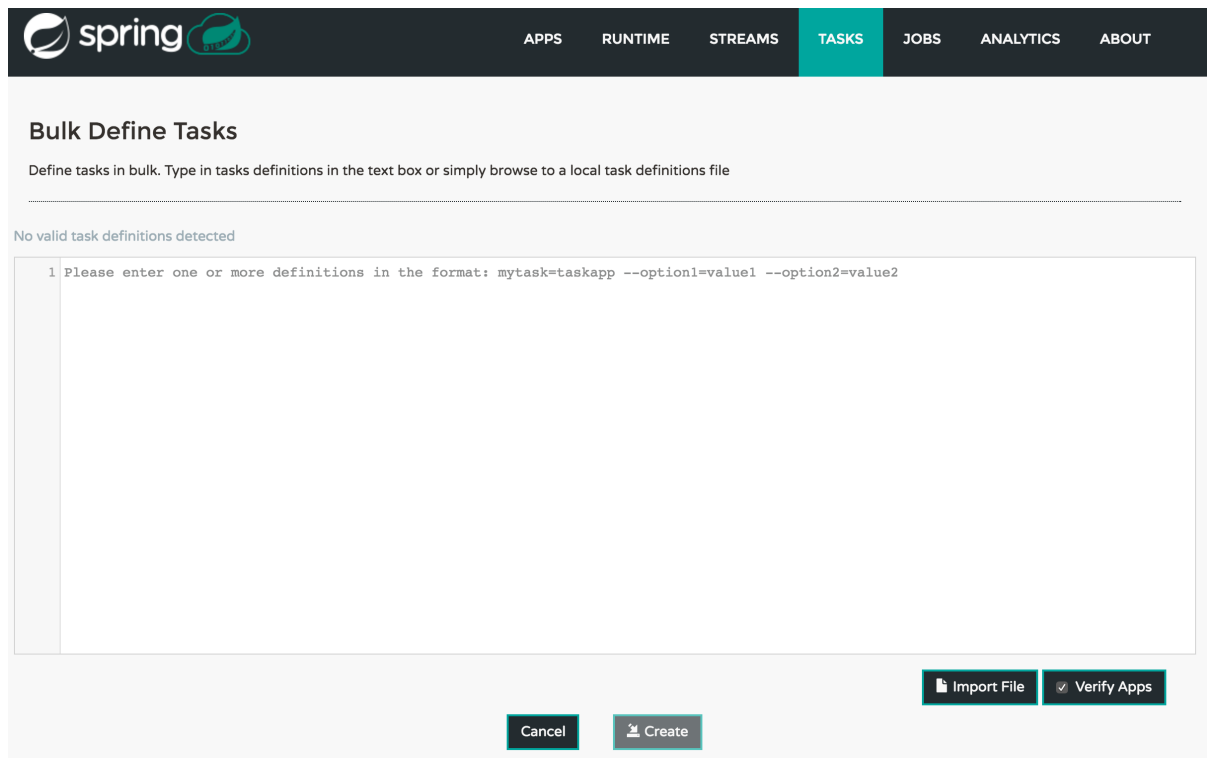 spring
APPS RUNTIME STREAMS TASKS JOBS ANALYTICS ABOUT
Bulk Define Tasks
Define tasks in bulk. Type in tasks definitions in the text box or simply browse to a local task definitions file
No valid task definitions detected
1 Please enter one or more definitions in the format: mytask=taskapp --option1=value1 --option2=value2
Import File Verify Apps
Cancel Create